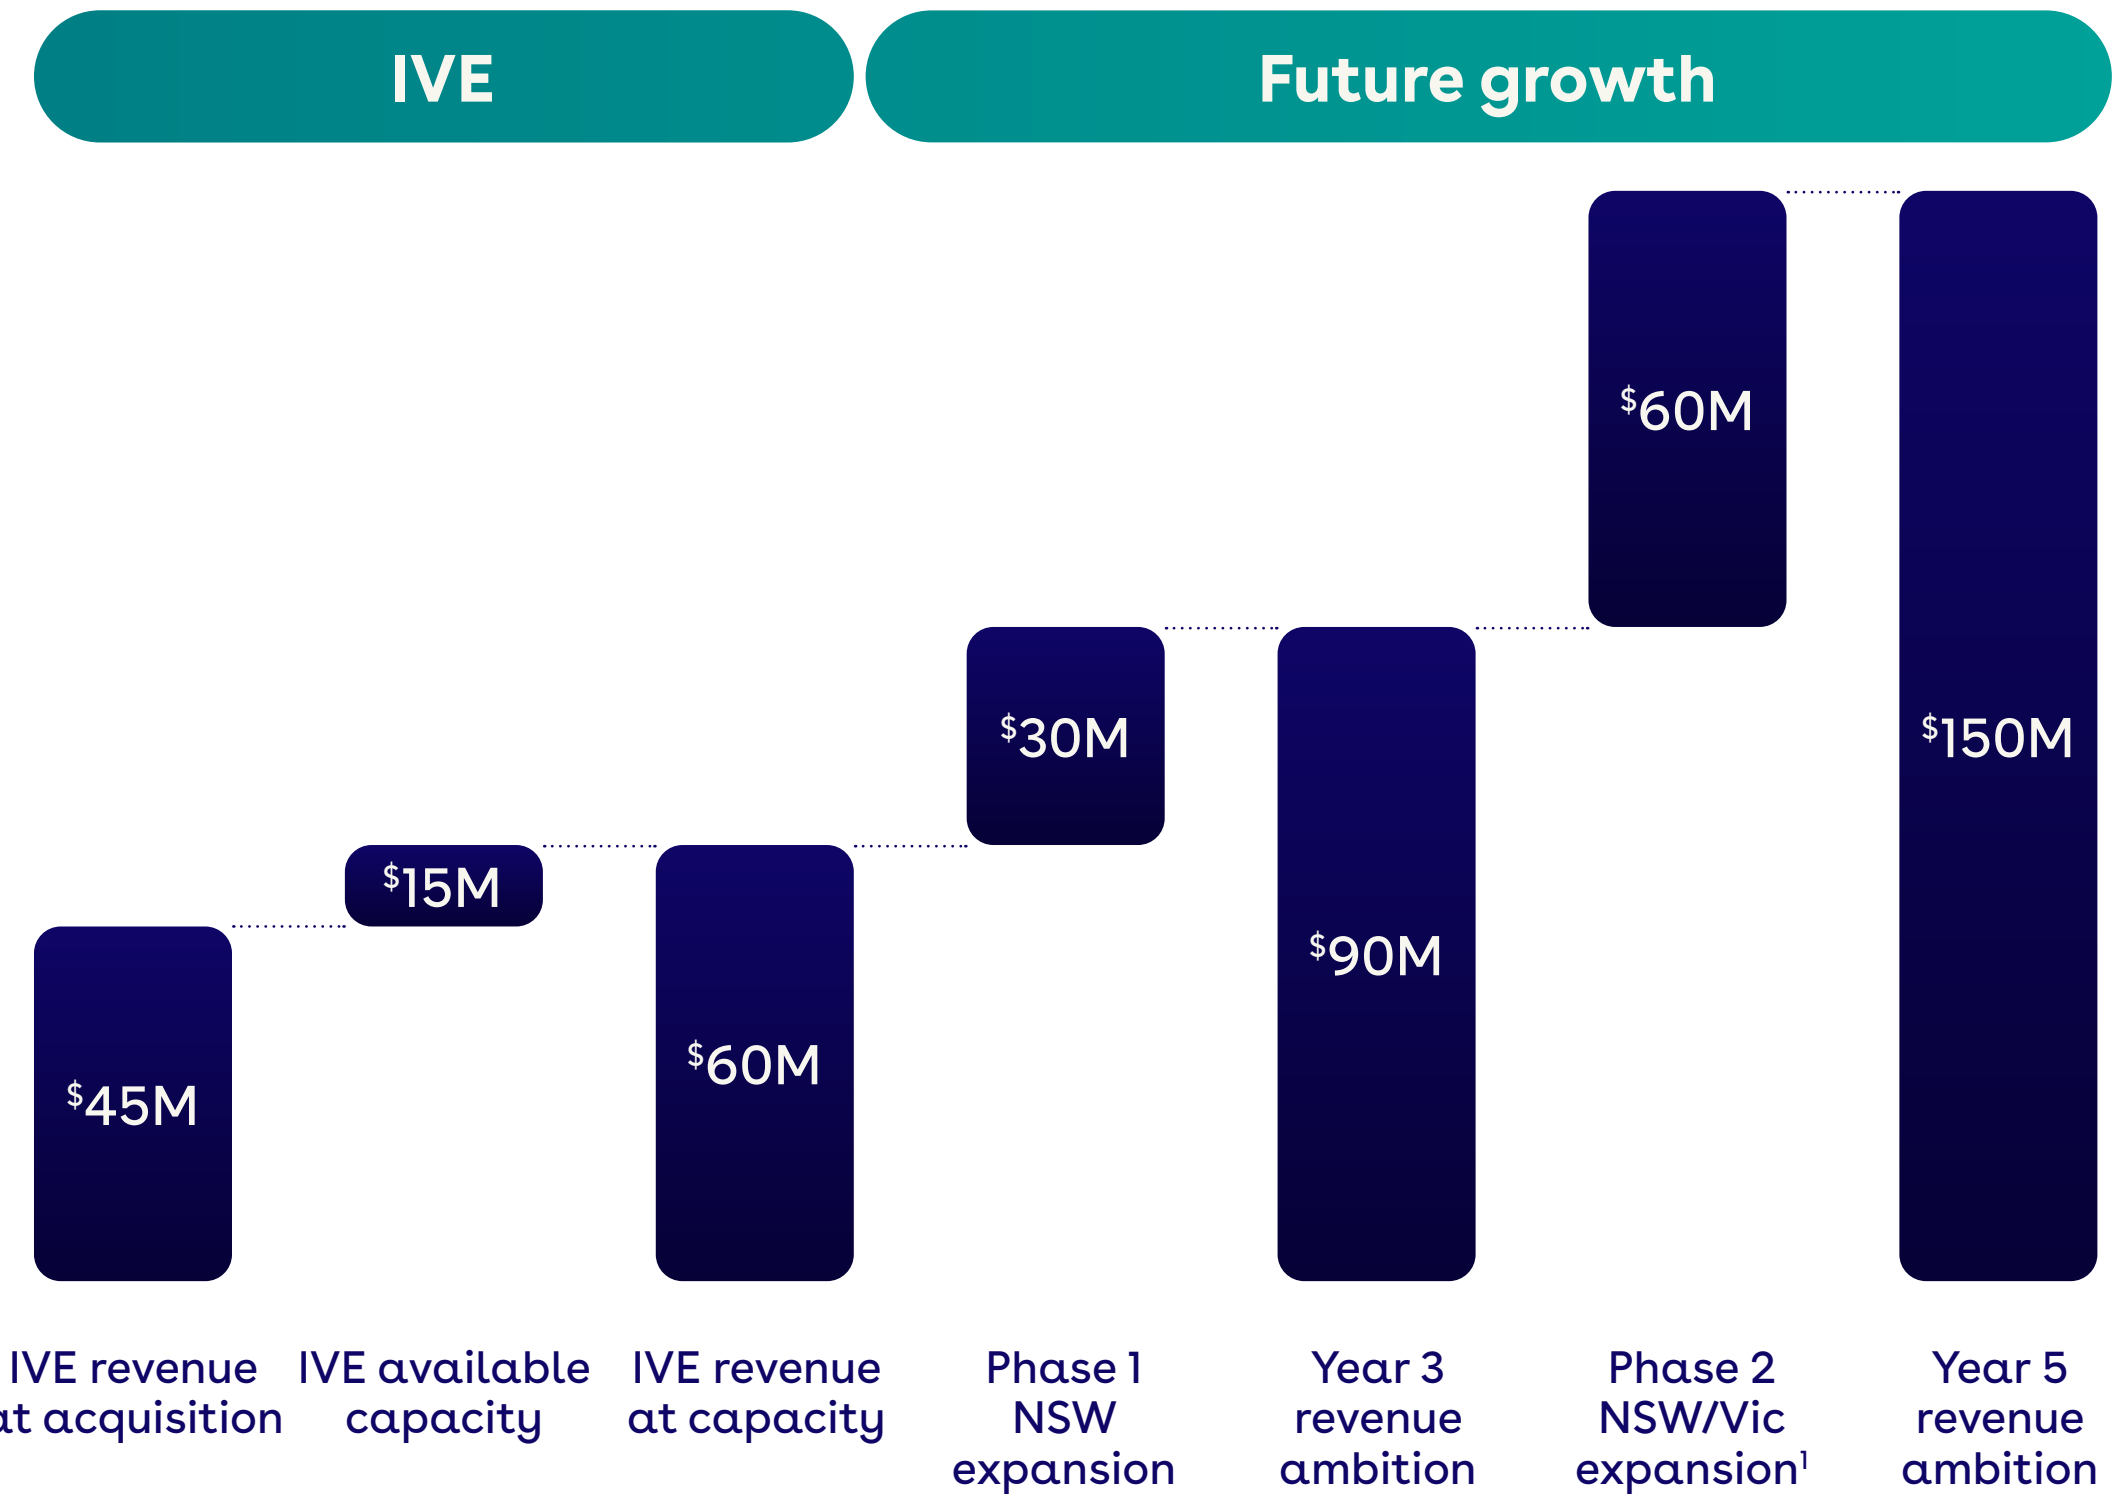 IVE
Future growth
$60M
$150M
$30M
$15M
$90M
$60M
$45M
IVE revenue
at acquisition
IVE available
capacity
IVE revenue
at capacity
Phase 1
NSW
expansion
Year 3
revenue
ambition
Phase 2
NSW/Vic
expansion¹
Year 5
revenue
ambition